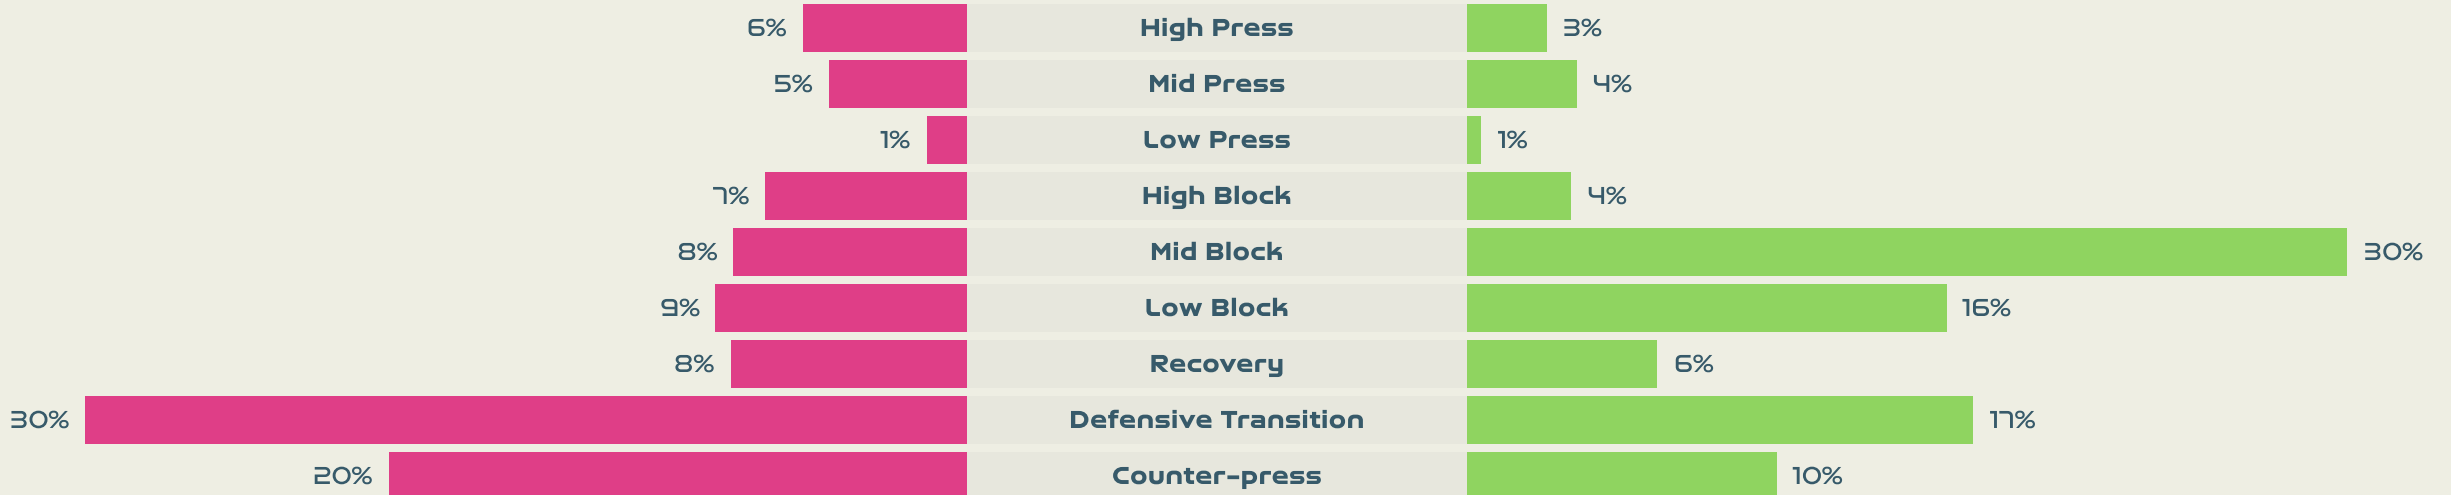 6% High Press 3%
5% Mid Press 4%
1% Low Press 1%
7% High Block 4%
8% Mid Block 30%
9% Low Block 16%
8% Recovery 6%
30% Defensive Transition 17%
20% Counter-press 10%